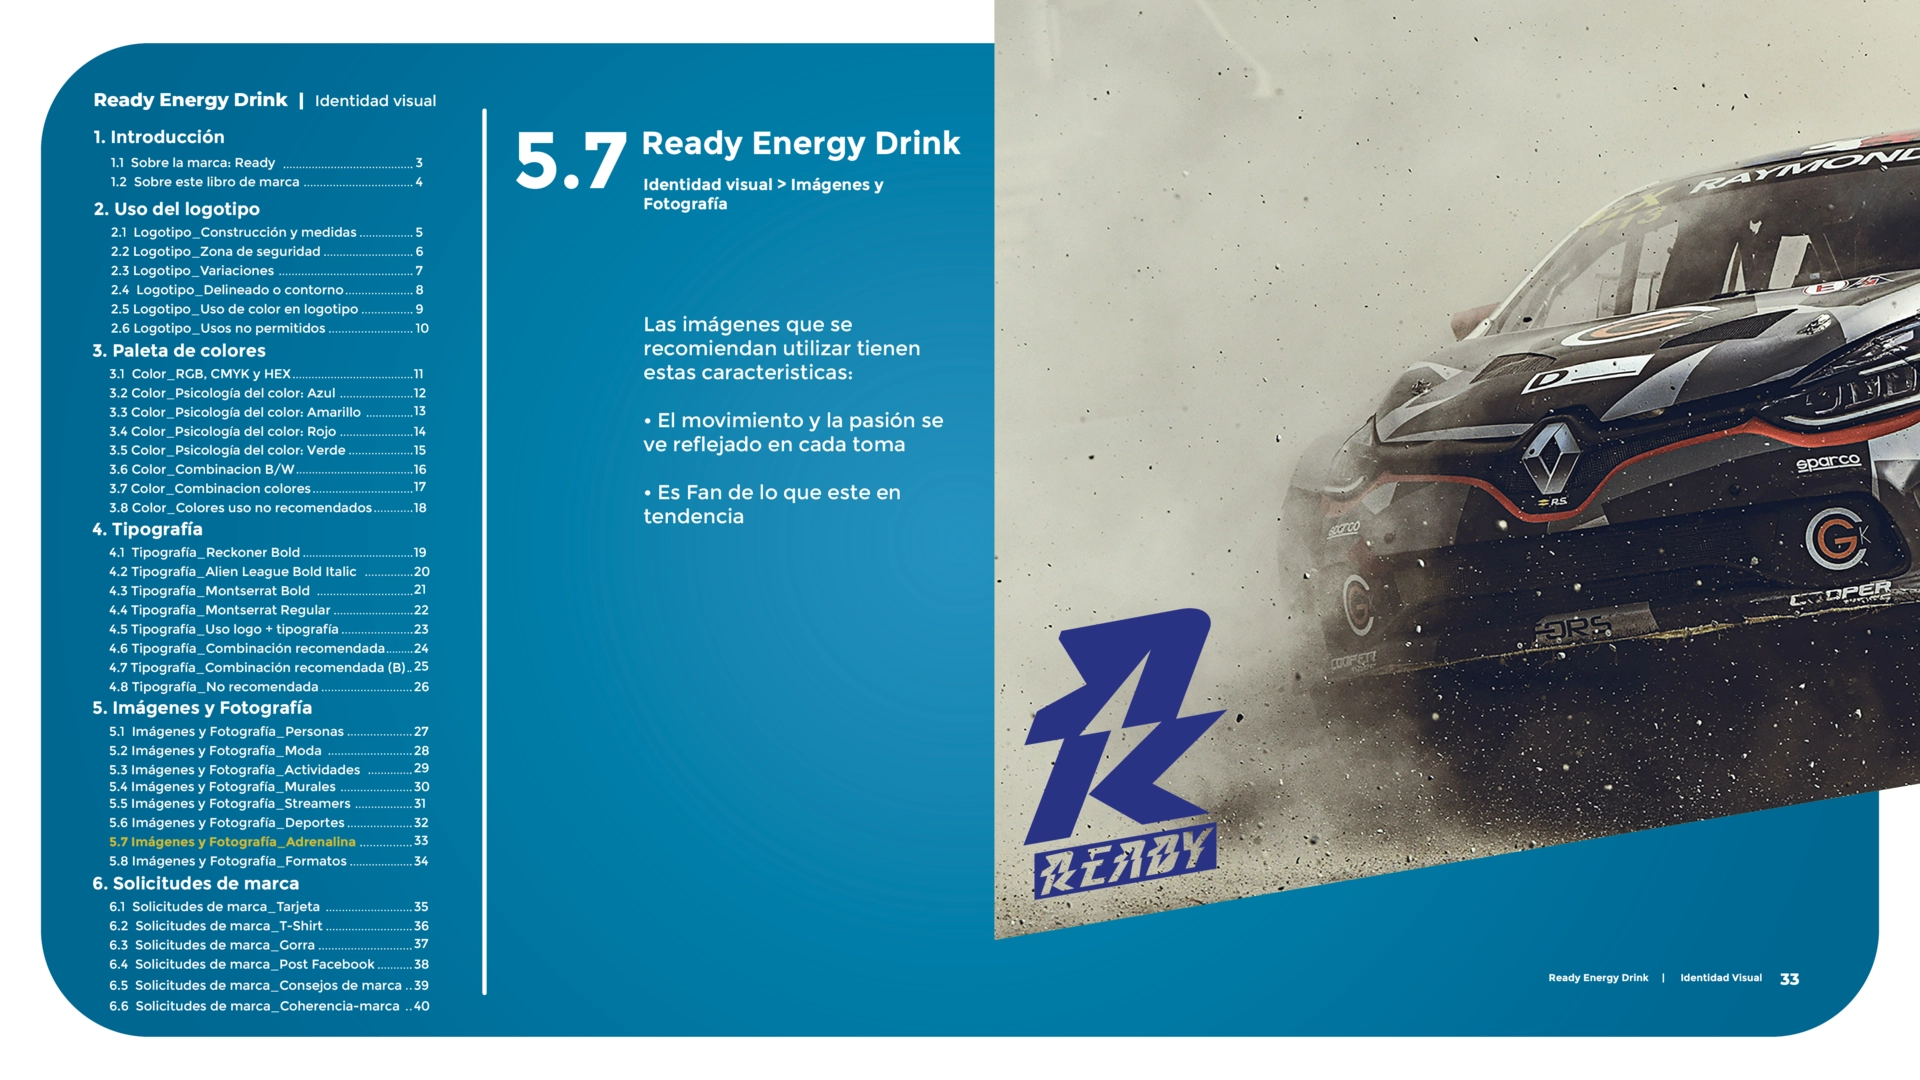 Ready Energy Drink | Identidad visual
1. Introducción
1.1 Sobre la marca: Ready ................................ 3
1.2 Sobre este libro de marca ........................... 4
2. Uso del logotipo
2.1 Logotipo_Construcción y medidas ............. 5
2.2 Logotipo_Zona de seguridad ...................... 6
2.3 Logotipo_Variaciones ................................. 7
2.4 Logotipo_Delineado o contorno ................ 8
2.5 Logotipo_Uso de color en logotipo ............. 9
2.6 Logotipo_Usos no permitidos ..................... 10
3. Paleta de colores
3.1 Color_RGB, CMYK y HEX ............................. 11
3.2 Color_Psicología del color: Azul .................. 12
3.3 Color_Psicología del color: Amarillo ........... 13
3.4 Color_Psicología del color: Rojo .................. 14
3.5 Color_Psicología del color: Verde ................ 15
3.6 Color_Combinacion B/W ............................ 16
3.7 Color_Combinacion colores ........................ 17
3.8 Color_Colores uso no recomendados .......... 18
4. Tipografía
4.1 Tipografía_Reckoner Bold ........................... 19
4.2 Tipografía_Alien League Bold Italic ............ 20
4.3 Tipografía_Montserrat Bold ....................... 21
4.4 Tipografía_Montserrat Regular ................... 22
4.5 Tipografía_Uso logo + tipografía ................. 23
4.6 Tipografía_Combinación recomendada ....... 24
4.7 Tipografía_Combinación recomendada (B).. 25
4.8 Tipografía_No recomendada ...................... 26
5. Imágenes y Fotografía
5.1 Imágenes y Fotografía_Personas ................ 27
5.2 Imágenes y Fotografía_Moda .................... 28
5.3 Imágenes y Fotografía_Actividades ........... 29
5.4 Imágenes y Fotografía_Murales ................. 30
5.5 Imágenes y Fotografía_Streamers .............. 31
5.6 Imágenes y Fotografía_Deportes ................ 32
5.7 Imágenes y Fotografía_Adrenalina ............. 33
5.8 Imágenes y Fotografía_Formatos ............... 34
6. Solicitudes de marca
6.1 Solicitudes de marca_Tarjeta ..................... 35
6.2 Solicitudes de marca_T-Shirt ..................... 36
6.3 Solicitudes de marca_Gorra ....................... 37
6.4 Solicitudes de marca_Post Facebook ......... 38
6.5 Solicitudes de marca_Consejos de marca .. 39
6.6 Solicitudes de marca_Coherencia-marca .. 40
5.7 Ready Energy Drink
Identidad visual > Imágenes y
Fotografía
Las imágenes que se
recomiendan utilizar tienen
estas caracteristicas:
• El movimiento y la pasión se
ve reflejado en cada toma
• Es Fan de lo que este en
tendencia
RAYMOND
113
D
R.S.
sparco
sparco
GCK
COOPER
COOPER
READY
Ready Energy Drink | Identidad Visual 33